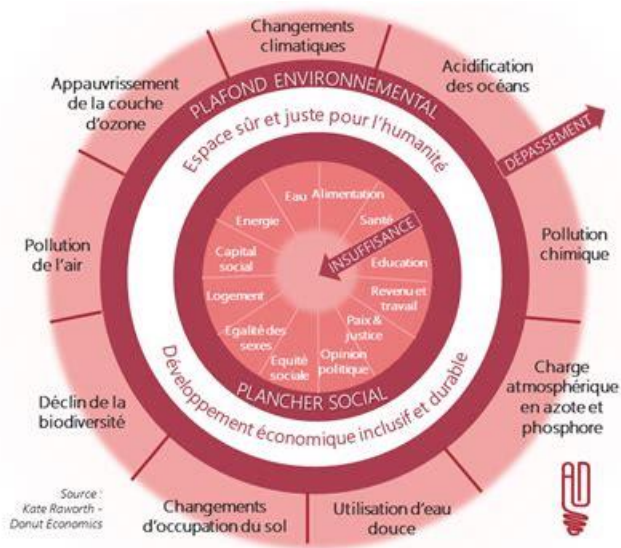 Changements
climatiques
Acidification
des océans
Appauvrissement
de la couche
d'ozone
PLAFOND ENVIRONNEMENTAL
DÉPASSEMENT
Espace sûr et juste pour l'humanité
Eau
Alimentation
Santé
Energie
INSUFFISANCE
Capital
social
Education
Logement
Revenu et
travail
Egalité des
sexes
Paix &
justice
Equité
sociale
Opinion
politique
PLANCHER SOCIAL
Développement économique inclusif et durable
Pollution
de l'air
Pollution
chimique
Déclin de la
biodiversité
Charge
atmosphérique
en azote et
phosphore
Changements
d'occupation du sol
Utilisation d'eau
douce
Source :
Kate Raworth -
Donut Economics
AD